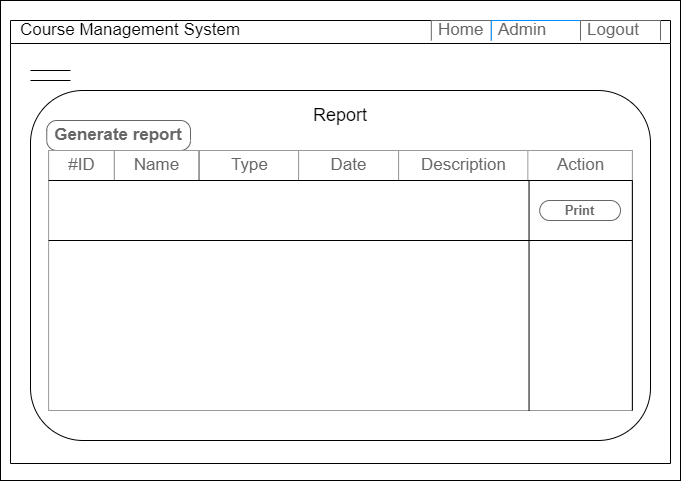 Course Management System Home Admin Logout
Report
Generate report
#ID Name Type Date Description Action
Print